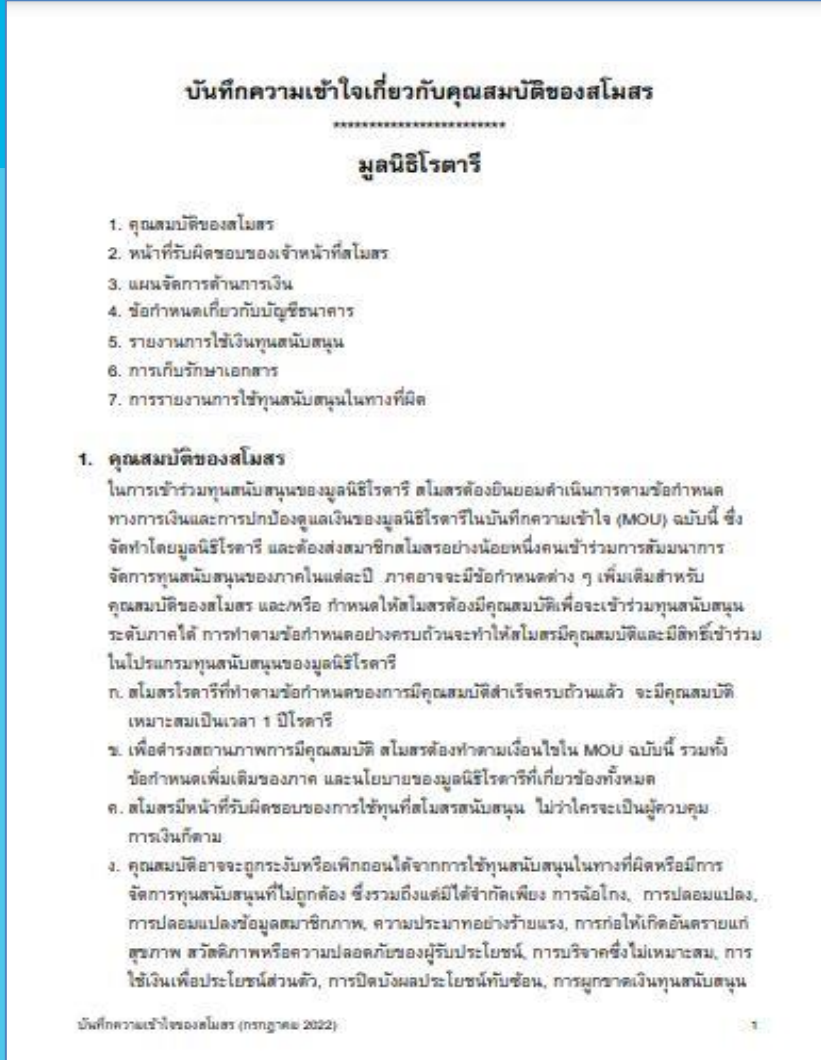 บันทึกความเข้าใจเกี่ยวกับคุณสมบัติของสโมสร
************************
มูลนิธิโรตารี
1. คุณสมบัติของสโมสร
2. หน้าที่รับผิดชอบของเจ้าหน้าที่สโมสร
3. แผนจัดการด้านการเงิน
4. ข้อกำหนดเกี่ยวกับบัญชีธนาคาร
5. รายงานการใช้เงินทุนสนับสนุน
6. การเก็บรักษาเอกสาร
7. การรายงานการใช้ทุนสนับสนุนในทางที่ผิด
1. คุณสมบัติของสโมสร
ในการเข้าร่วมทุนสนับสนุนของมูลนิธิโรตารี สโมสรต้องยินยอมดำเนินการตามข้อกำหนด
ทางการเงินและการปกป้องดูแลเงินของมูลนิธิโรตารีในบันทึกความเข้าใจ (MOU) ฉบับนี้ ซึ่ง
จัดทำโดยมูลนิธิโรตารี และต้องส่งสมาชิกสโมสรอย่างน้อยหนึ่งคนเข้าร่วมการสัมมนาการ
จัดการทุนสนับสนุนของภาคในแต่ละปี ภาคอาจจะมีข้อกำหนดต่าง ๆ เพิ่มเติมสำหรับ
คุณสมบัติของสโมสร และ/หรือ กำหนดให้สโมสรต้องมีคุณสมบัติเพื่อจะเข้าร่วมทุนสนับสนุน
ระดับภาคได้ การทำตามข้อกำหนดอย่างครบถ้วนจะทำให้สโมสรมีคุณสมบัติและมีสิทธิ์เข้าร่วม
ในโปรแกรมทุนสนับสนุนของมูลนิธิโรตารี
ก. สโมสรโรตารีที่ทำตามข้อกำหนดของการมีคุณสมบัติสำเร็จครบถ้วนแล้ว จะมีคุณสมบัติ
เหมาะสมเป็นเวลา 1 ปีโรตารี
ข. เพื่อดำรงสถานภาพการมีคุณสมบัติ สโมสรต้องทำตามเงื่อนไขใน MOU ฉบับนี้ รวมทั้ง
ข้อกำหนดเพิ่มเติมของภาค และนโยบายของมูลนิธิโรตารีที่เกี่ยวข้องทั้งหมด
ค. สโมสรมีหน้าที่รับผิดชอบของการใช้ทุนที่สโมสรสนับสนุน ไม่ว่าใครจะเป็นผู้ควบคุม
การเงินก็ตาม
ง. คุณสมบัติอาจจะถูกระงับหรือเพิกถอนได้จากการใช้ทุนสนับสนุนในทางที่ผิดหรือมีการ
จัดการทุนสนับสนุนที่ไม่ถูกต้อง ซึ่งรวมถึงแต่มิได้จำกัดเพียง การฉ้อโกง, การปลอมแปลง,
การปลอมแปลงข้อมูลสมาชิกภาพ, ความประมาทอย่างร้ายแรง, การก่อให้เกิดอันตรายแก่
สุขภาพ สวัสดิภาพหรือความปลอดภัยของผู้รับประโยชน์, การบริจาคซึ่งไม่เหมาะสม, การ
ใช้เงินเพื่อประโยชน์ส่วนตัว, การปิดบังผลประโยชน์ทับซ้อน, การผูกขาดเงินทุนสนับสนุน
บันทึกความเข้าใจของสโมสร (กรกฎาคม 2022)
1